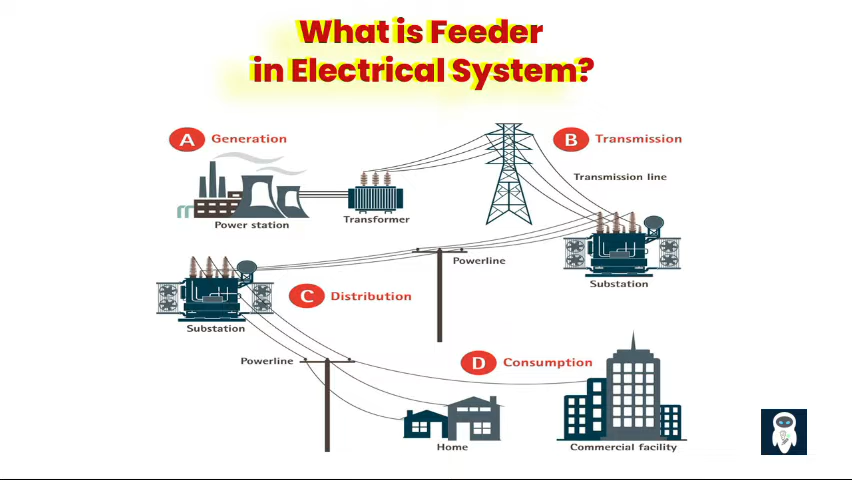 What is Feeder
in Electrical System?
A Generation
B Transmission
Transmission line
Power station
Transformer
Powerline
Substation
C Distribution
Substation
Powerline
D Consumption
Home
Commercial facility